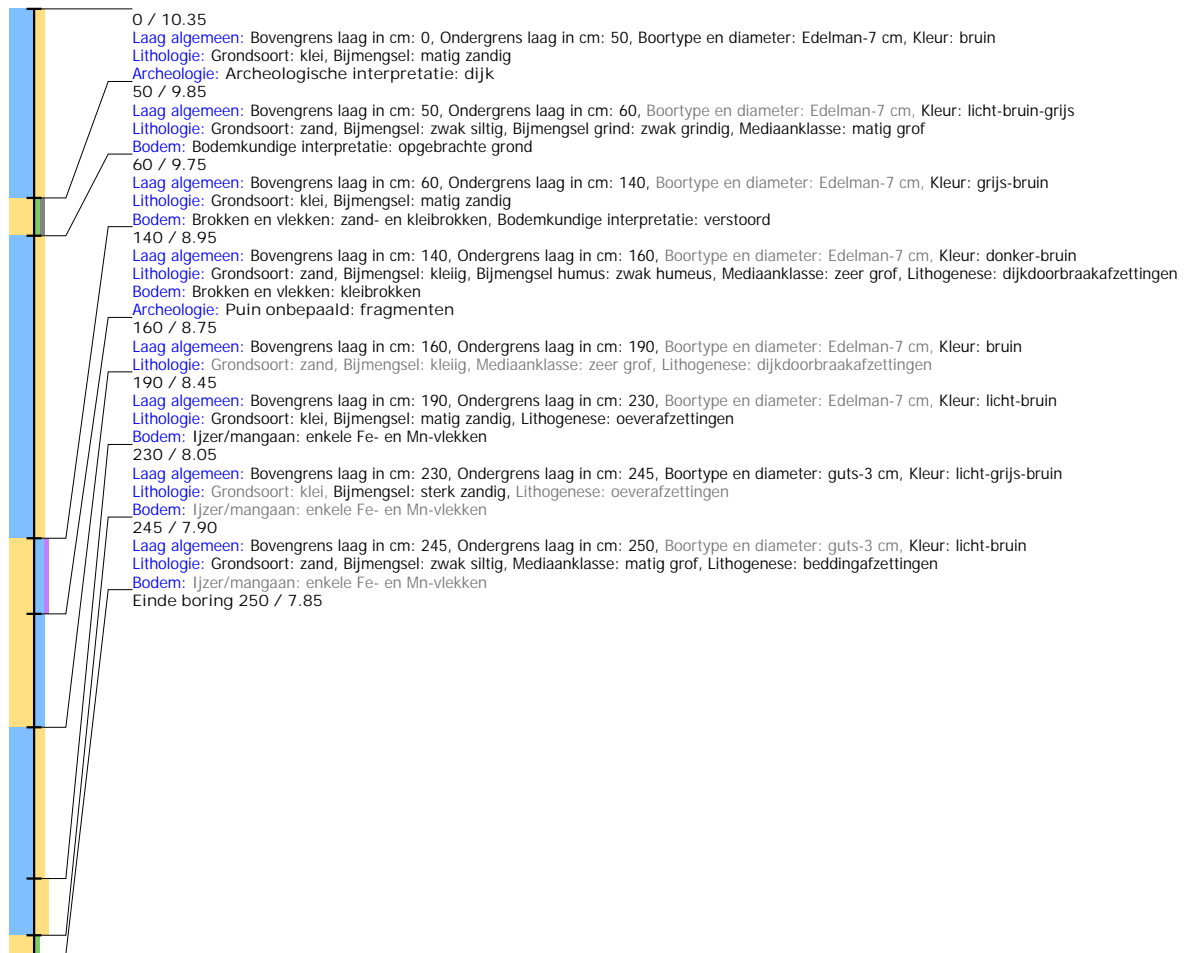 0 / 10.35
Laag algemeen: Bovengrens laag in cm: 0, Ondergrens laag in cm: 50, Boortype en diameter: Edelman-7 cm, Kleur: bruin
Lithologie: Grondsoort: klei, Bijmengsel: matig zandig
Archeologie: Archeologische interpretatie: dijk
50 / 9.85
Laag algemeen: Bovengrens laag in cm: 50, Ondergrens laag in cm: 60, Boortype en diameter: Edelman-7 cm, Kleur: licht-bruin-grijs
Lithologie: Grondsoort: zand, Bijmengsel: zwak siltig, Bijmengsel grind: zwak grindig, Mediaanklasse: matig grof
Bodem: Bodemkundige interpretatie: opgebrachte grond
60 / 9.75
Laag algemeen: Bovengrens laag in cm: 60, Ondergrens laag in cm: 140, Boortype en diameter: Edelman-7 cm, Kleur: grijs-bruin
Lithologie: Grondsoort: klei, Bijmengsel: matig zandig
Bodem: Brokken en vlekken: zand- en kleibrokken, Bodemkundige interpretatie: verstoord
140 / 8.95
Laag algemeen: Bovengrens laag in cm: 140, Ondergrens laag in cm: 160, Boortype en diameter: Edelman-7 cm, Kleur: donker-bruin
Lithologie: Grondsoort: zand, Bijmengsel: kleiig, Bijmengsel humus: zwak humeus, Mediaanklasse: zeer grof, Lithogenese: dijkdoorbraakafzettingen
Bodem: Brokken en vlekken: kleibrokken
Archeologie: Puin onbepaald: fragmenten
160 / 8.75
Laag algemeen: Bovengrens laag in cm: 160, Ondergrens laag in cm: 190, Boortype en diameter: Edelman-7 cm, Kleur: bruin
Lithologie: Grondsoort: zand, Bijmengsel: kleiig, Mediaanklasse: zeer grof, Lithogenese: dijkdoorbraakafzettingen
190 / 8.45
Laag algemeen: Bovengrens laag in cm: 190, Ondergrens laag in cm: 230, Boortype en diameter: Edelman-7 cm, Kleur: licht-bruin
Lithologie: Grondsoort: klei, Bijmengsel: matig zandig, Lithogenese: oeverafzettingen
Bodem: Ijzer/mangaan: enkele Fe- en Mn-vlekken
230 / 8.05
Laag algemeen: Bovengrens laag in cm: 230, Ondergrens laag in cm: 245, Boortype en diameter: guts-3 cm, Kleur: licht-grijs-bruin
Lithologie: Grondsoort: klei, Bijmengsel: sterk zandig, Lithogenese: oeverafzettingen
Bodem: Ijzer/mangaan: enkele Fe- en Mn-vlekken
245 / 7.90
Laag algemeen: Bovengrens laag in cm: 245, Ondergrens laag in cm: 250, Boortype en diameter: guts-3 cm, Kleur: licht-bruin
Lithologie: Grondsoort: zand, Bijmengsel: zwak siltig, Mediaanklasse: matig grof, Lithogenese: beddingafzettingen
Bodem: Ijzer/mangaan: enkele Fe- en Mn-vlekken
Einde boring 250 / 7.85